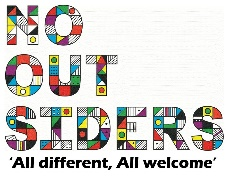 NO
OUT
SIDERS
‘All different, All welcome’